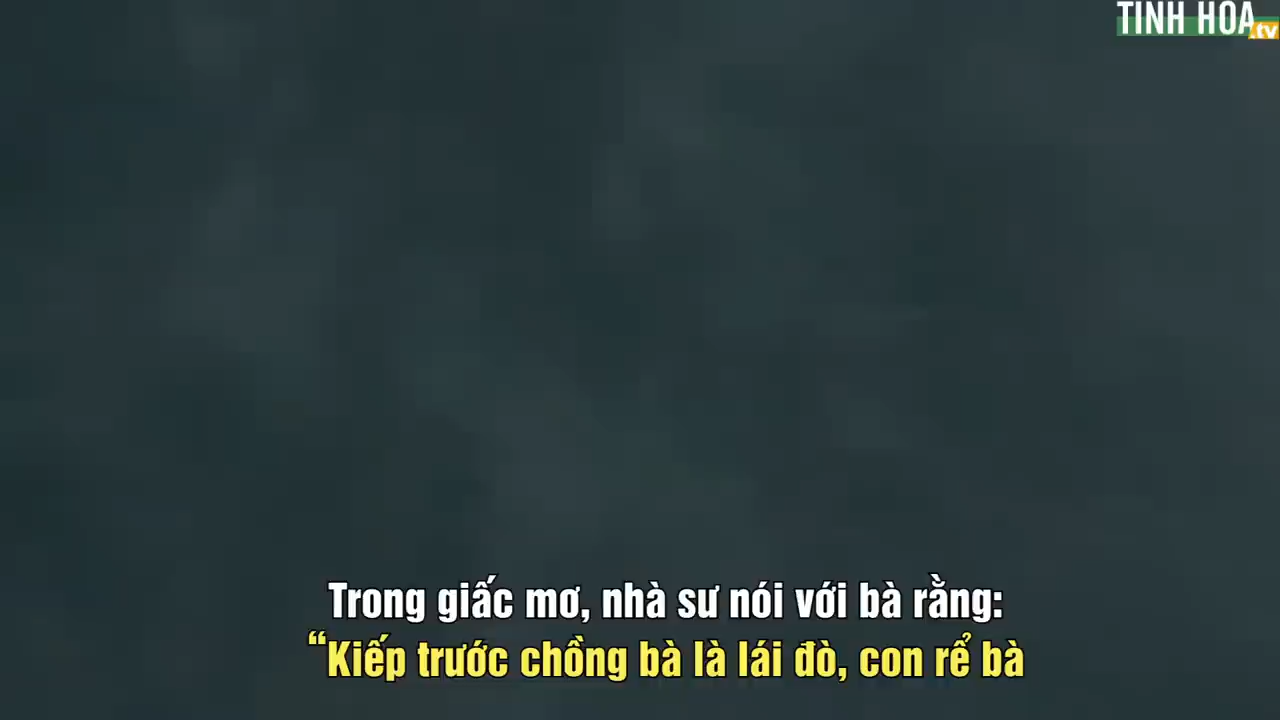 TINH HOA
.tv
Trong giấc mơ, nhà sư nói với bà rằng:
“Kiếp trước chồng bà là lái đò, con rể bà